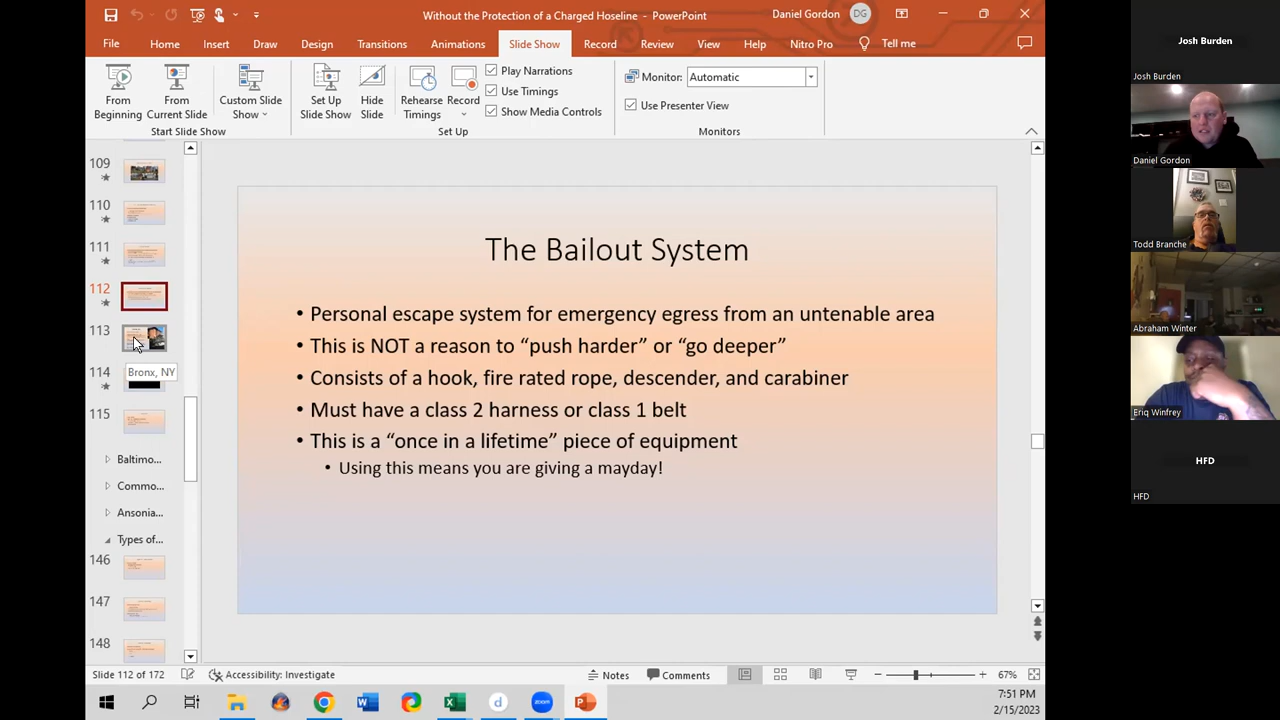 Without the Protection of a Charged Hoseline - PowerPoint
Daniel Gordon
DG
File
Home
Insert
Draw
Design
Transitions
Animations
Slide Show
Record
Review
View
Help
Nitro Pro
Tell me
From Beginning
From Current Slide
Custom Slide Show
Start Slide Show
Set Up Slide Show
Hide Slide
Rehearse Timings
Record
Play Narrations
Use Timings
Show Media Controls
Set Up
Monitor:
Automatic
Use Presenter View
Monitors
109
110
111
112
113
Bronx, NY
114
115
Baltimo...
Commo...
Ansonia...
Types of...
146
147
148
The Bailout System
• Personal escape system for emergency egress from an untenable area
• This is NOT a reason to “push harder” or “go deeper”
• Consists of a hook, fire rated rope, descender, and carabiner
• Must have a class 2 harness or class 1 belt
• This is a “once in a lifetime” piece of equipment
• Using this means you are giving a mayday!
Slide 112 of 172
Accessibility: Investigate
Notes
Comments
67%
7:51 PM
2/15/2023
Josh Burden
Josh Burden
Daniel Gordon
Todd Branche
Abraham Winter
Eriq Winfrey
HFD
HFD